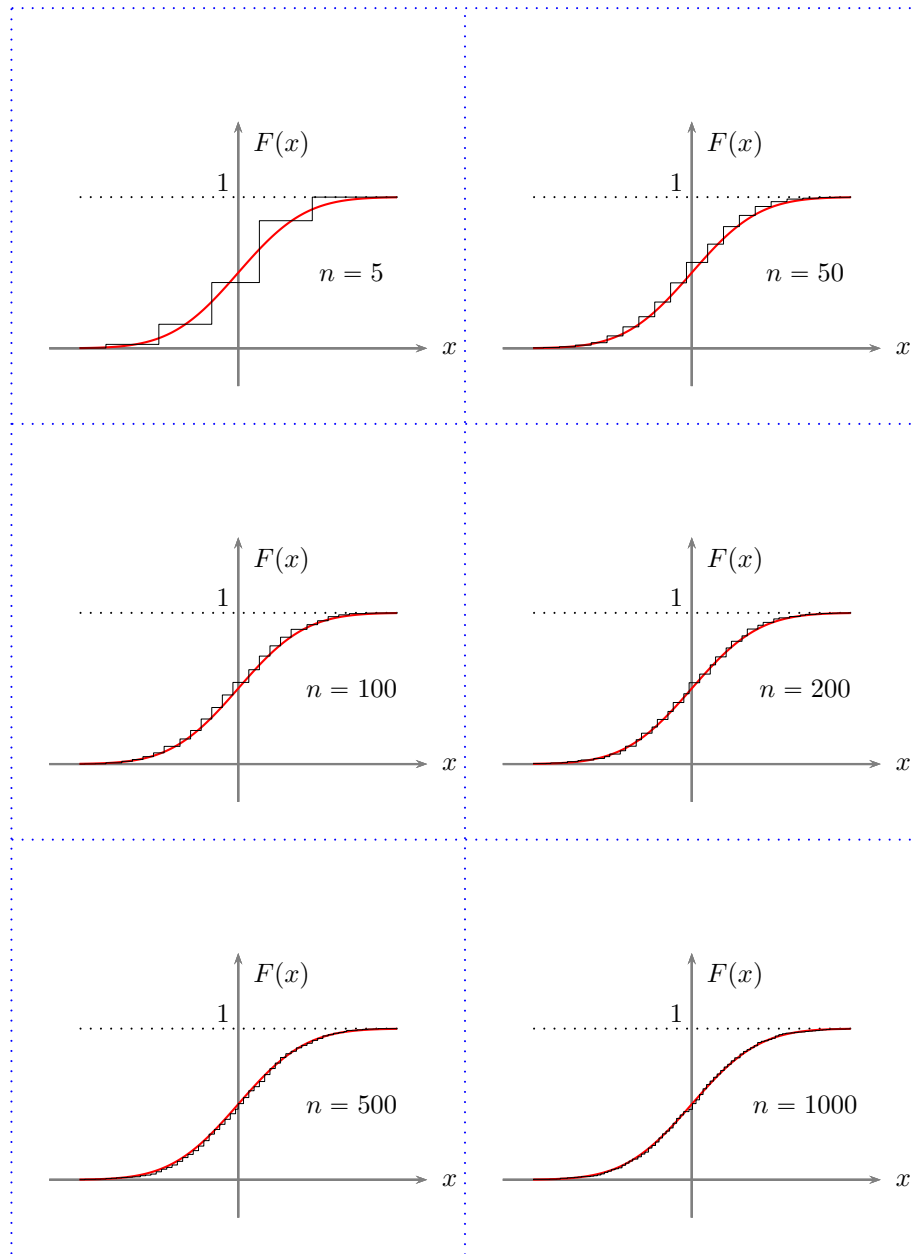 F(x)
1
n = 5
x
F(x)
1
n = 50
x
F(x)
1
n = 100
x
F(x)
1
n = 200
x
F(x)
1
n = 500
x
F(x)
1
n = 1000
x